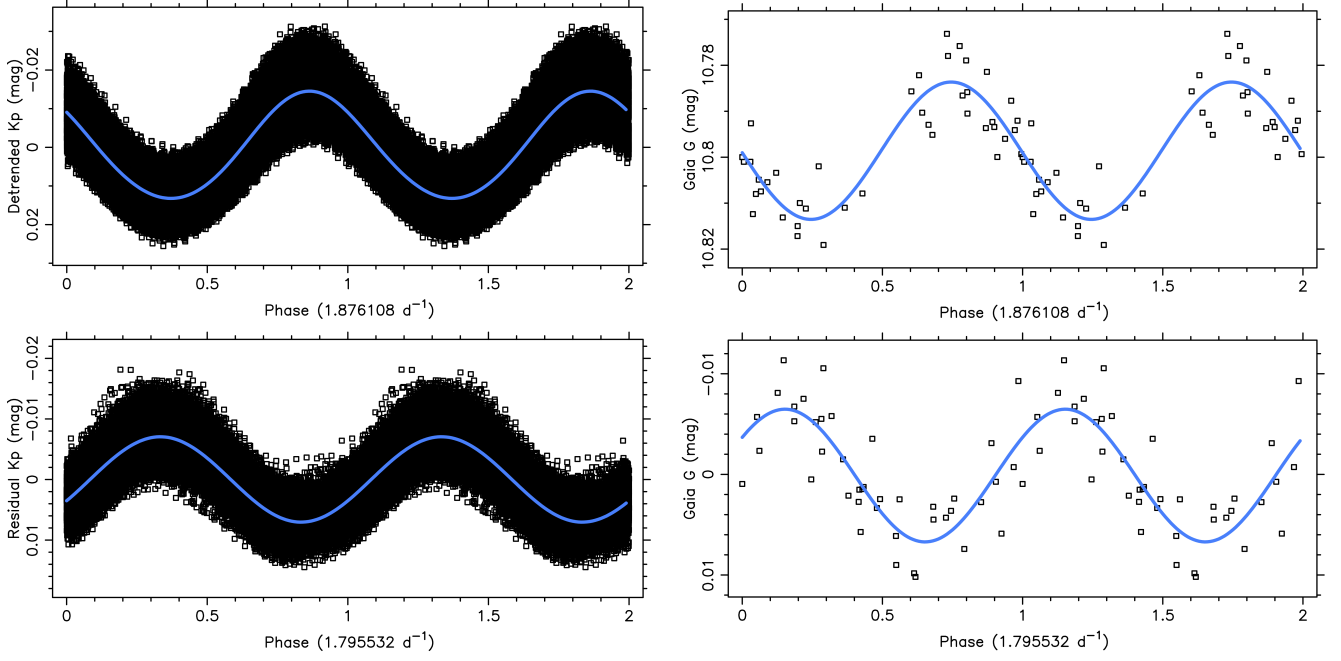 Detrended Kp (mag)
−0.02
0
0.02
0 0.5 1 1.5 2
Phase (1.876108 d⁻¹)
Gaia G (mag)
10.78
10.8
10.82
0 0.5 1 1.5 2
Phase (1.876108 d⁻¹)
Residual Kp (mag)
−0.02
−0.01
0
0.01
0 0.5 1 1.5 2
Phase (1.795532 d⁻¹)
Gaia G (mag)
−0.01
0
0.01
0 0.5 1 1.5 2
Phase (1.795532 d⁻¹)